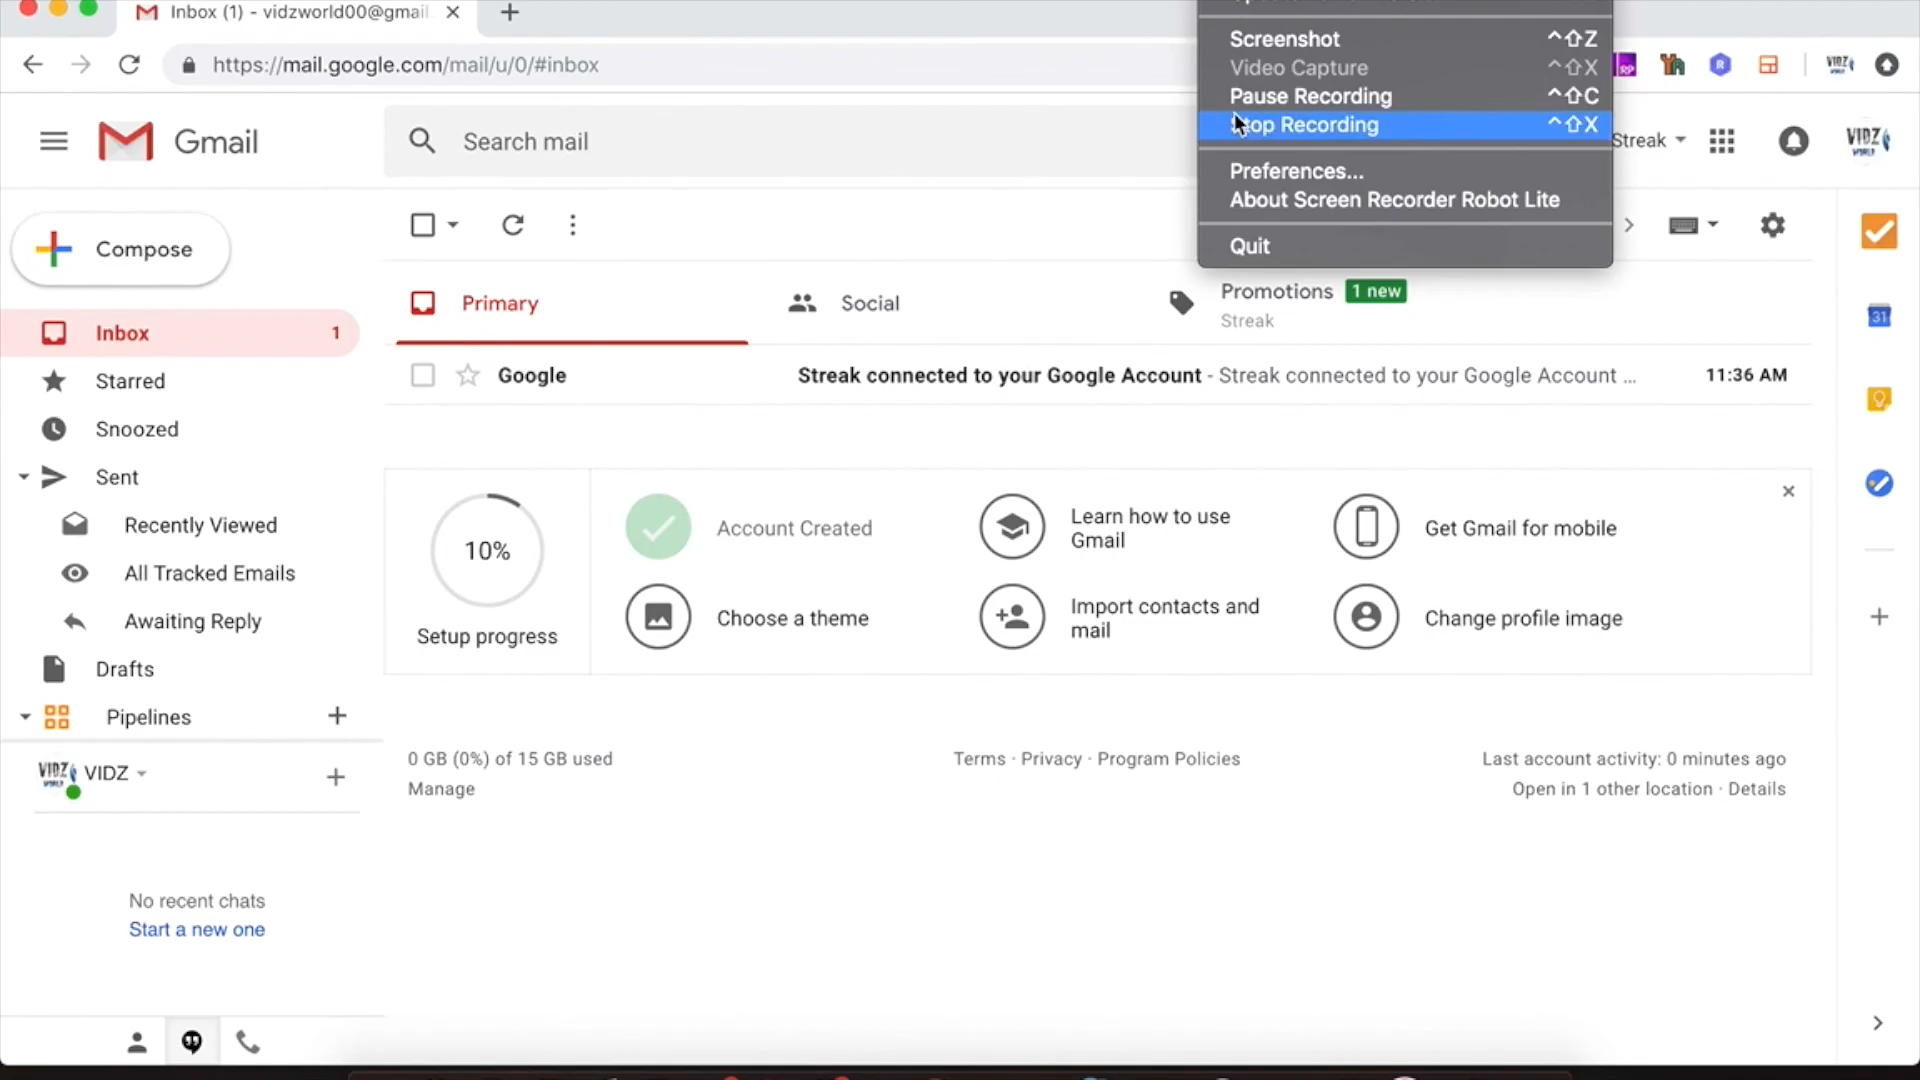 Inbox (1) - vidzworld00@gmail
https://mail.google.com/mail/u/0/#inbox
Screenshot ^⇧Z
Video Capture ^⇧X
Pause Recording ^⇧C
Stop Recording ^⇧X
Preferences...
About Screen Recorder Robot Lite
Quit
Gmail
Search mail
Streak
VIDZ
WORLD
Compose
Primary
Social
Promotions 1 new
Streak
Inbox 1
Google Streak connected to your Google Account - Streak connected to your Google Account ... 11:36 AM
Starred
Snoozed
Sent
Recently Viewed
All Tracked Emails
Awaiting Reply
Drafts
Pipelines
10%
Setup progress
Account Created
Learn how to use
Gmail
Get Gmail for mobile
Choose a theme
Import contacts and
mail
Change profile image
31
VIDZ
0 GB (0%) of 15 GB used
Manage
Terms · Privacy · Program Policies
Last account activity: 0 minutes ago
Open in 1 other location · Details
No recent chats
Start a new one